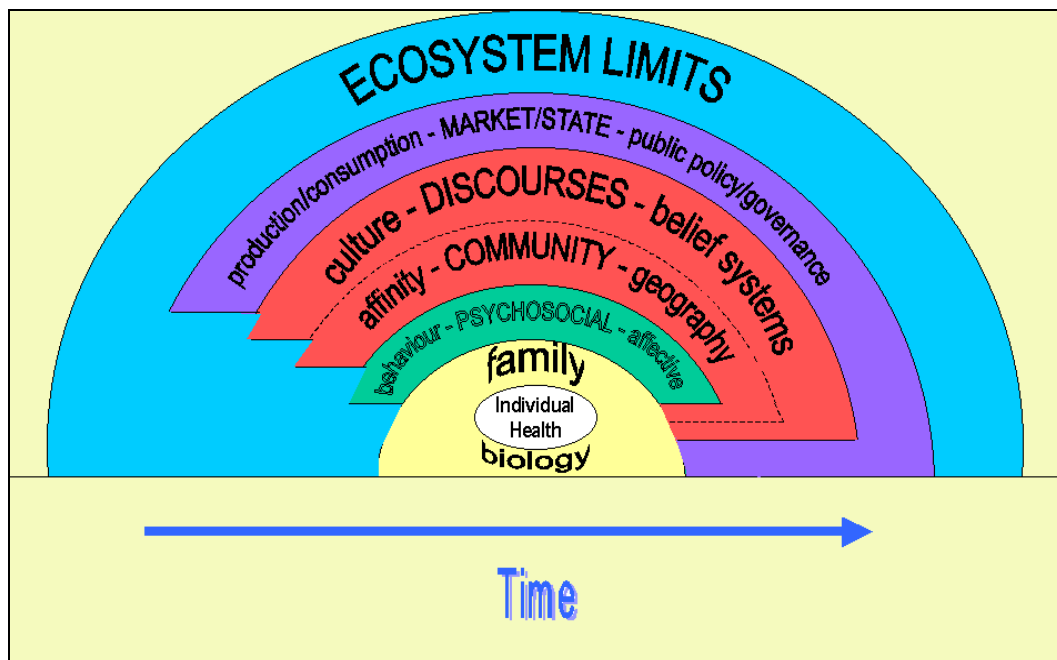 ECOSYSTEM LIMITS
production/consumption - MARKET/STATE - public policy/governance
culture - DISCOURSES - belief systems
affinity - COMMUNITY - geography
behaviour - PSYCHOSOCIAL - affective
family
Individual
Health
biology
Time